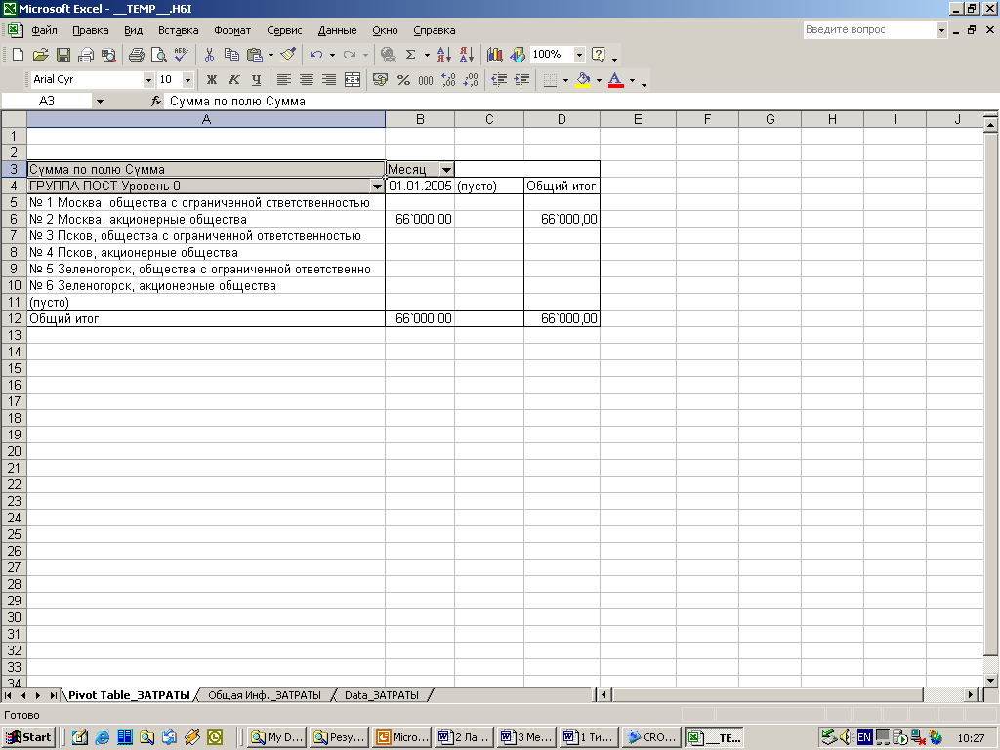 Microsoft Excel - __TEMP__.H6I
Файл Правка Вид Вставка Формат Сервис Данные Окно Справка Введите вопрос
100%
Arial Cyr 10 Ж К Ч % 000
A3 fx Сумма по полю Сумма
A B C D E F G H I J
1
2
3 Сумма по полю Сумма Месяц
4 ГРУППА ПОСТ Уровень 0 01.01.2005 (пусто) Общий итог
5 № 1 Москва, общества с ограниченной ответственностью
6 № 2 Москва, акционерные общества 66`000,00 66`000,00
7 № 3 Псков, общества с ограниченной ответственностью
8 № 4 Псков, акционерные общества
9 № 5 Зеленогорск, общества с ограниченной ответственно
10 № 6 Зеленогорск, акционерные общества
11 (пусто)
12 Общий итог 66`000,00 66`000,00
13
14
15
16
17
18
19
20
21
22
23
24
25
26
27
28
29
30
31
32
33
34
Pivot Table_ЗАТРАТЫ Общая Инф._ЗАТРАТЫ Data_ЗАТРАТЫ
Готово
Start My D... Резу... Micro... 2 Ла... 3 Ме... 1 Ти... CRO... __TE... EN 10:27